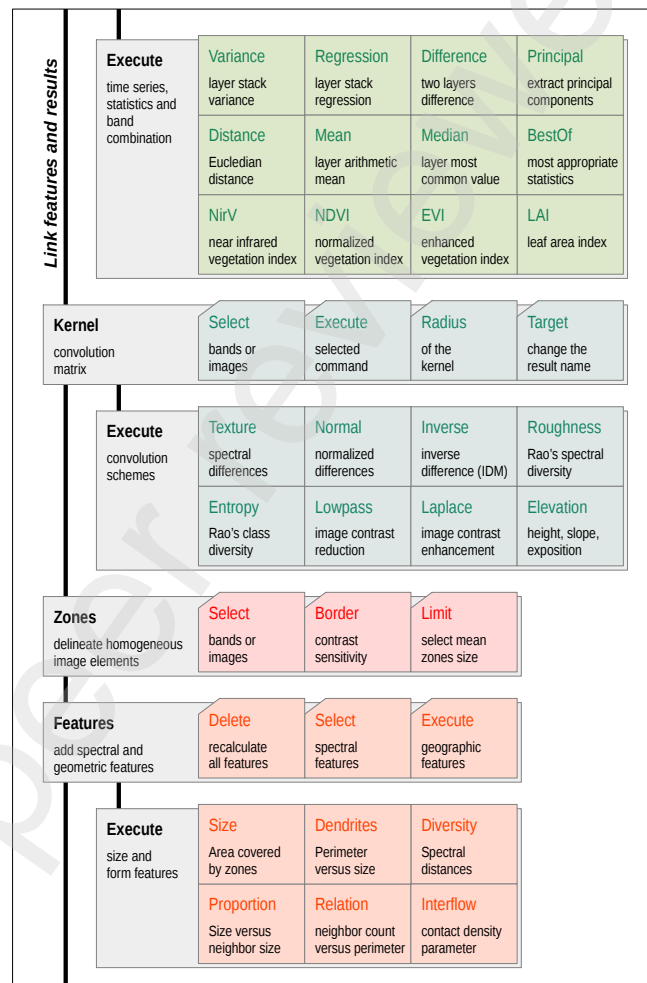 Link features and results
Execute
time series,
statistics and
band
combination
Variance
layer stack
variance
Regression
layer stack
regression
Difference
two layers
difference
Principal
extract principal
components
Distance
Eucledian
distance
Mean
layer arithmetic
mean
Median
layer most
common value
BestOf
most appropriate
statistics
NirV
near infrared
vegetation index
NDVI
normalized
vegetation index
EVI
enhanced
vegetation index
LAI
leaf area index
Kernel
convolution
matrix
Select
bands or
images
Execute
selected
command
Radius
of the
kernel
Target
change the
result name
Execute
convolution
schemes
Texture
spectral
differences
Normal
normalized
differences
Inverse
inverse
difference (IDM)
Roughness
Rao's spectral
diversity
Entropy
Rao's class
diversity
Lowpass
image contrast
reduction
Laplace
image contrast
enhancement
Elevation
height, slope,
exposition
Zones
delineate homogeneous
image elements
Select
bands or
images
Border
contrast
sensitivity
Limit
select mean
zones size
Features
add spectral and
geometric features
Delete
recalculate
all features
Select
spectral
features
Execute
geographic
features
Execute
size and
form features
Size
Area covered
by zones
Dendrites
Perimeter
versus size
Diversity
Spectral
distances
Proportion
Size versus
neighbor size
Relation
neighbor count
versus perimeter
Interflow
contact density
parameter
peer reviewe